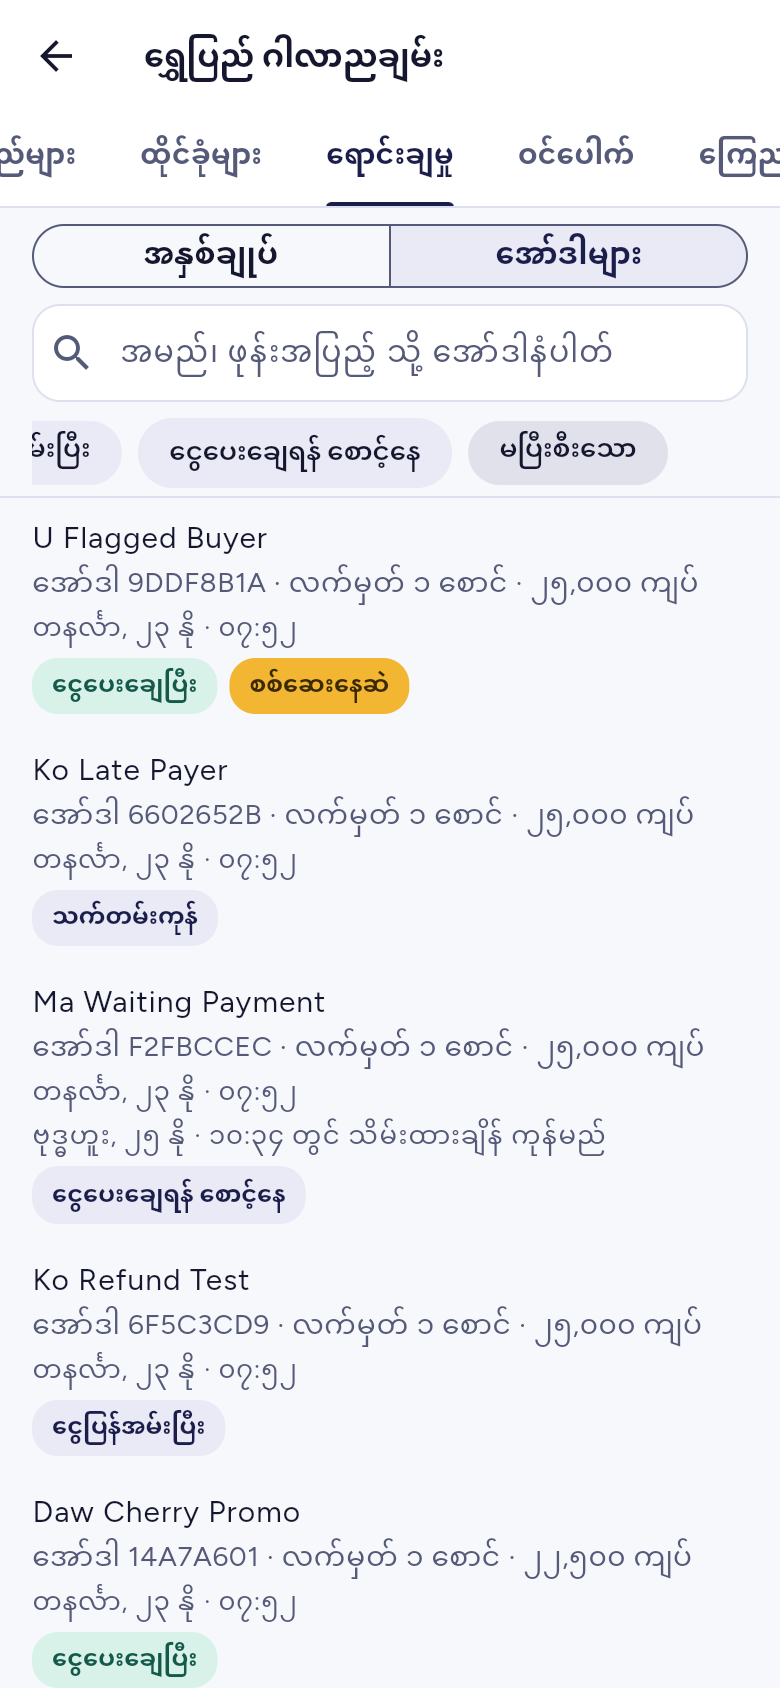 ရွှေပြည် ဂါလာညချမ်း
ည်များ ထိုင်ခုံများ ရောင်းချမှု ဝင်ပေါက် ကြေည
အနှစ်ချုပ် အော်ဒါများ
အမည်၊ ဖုန်းအပြည့် သို့ အော်ဒါနံပါတ်
မ်းပြီး ငွေပေးချေရန် စောင့်နေ မပြီးစီးသော
U Flagged Buyer
အော်ဒါ 9DDF8B1A · လက်မှတ် ၁ စောင် · ၂၅,၀၀၀ ကျပ်
တနင်္လာ, ၂၃ နို · ၀၇:၅၂
ငွေပေးချေပြီး စစ်ဆေးနေဆဲ
Ko Late Payer
အော်ဒါ 6602652B · လက်မှတ် ၁ စောင် · ၂၅,၀၀၀ ကျပ်
တနင်္လာ, ၂၃ နို · ၀၇:၅၂
သက်တမ်းကုန်
Ma Waiting Payment
အော်ဒါ F2FBCCEC · လက်မှတ် ၁ စောင် · ၂၅,၀၀၀ ကျပ်
တနင်္လာ, ၂၃ နို · ၀၇:၅၂
ဗုဒ္ဓဟူး, ၂၅ နို · ၁၀:၃၄ တွင် သိမ်းထားချိန် ကုန်မည်
ငွေပေးချေရန် စောင့်နေ
Ko Refund Test
အော်ဒါ 6F5C3CD9 · လက်မှတ် ၁ စောင် · ၂၅,၀၀၀ ကျပ်
တနင်္လာ, ၂၃ နို · ၀၇:၅၂
ငွေပြန်အမ်းပြီး
Daw Cherry Promo
အော်ဒါ 14A7A601 · လက်မှတ် ၁ စောင် · ၂၂,၅၀၀ ကျပ်
တနင်္လာ, ၂၃ နို · ၀၇:၅၂
ငွေပေးချေပြီး